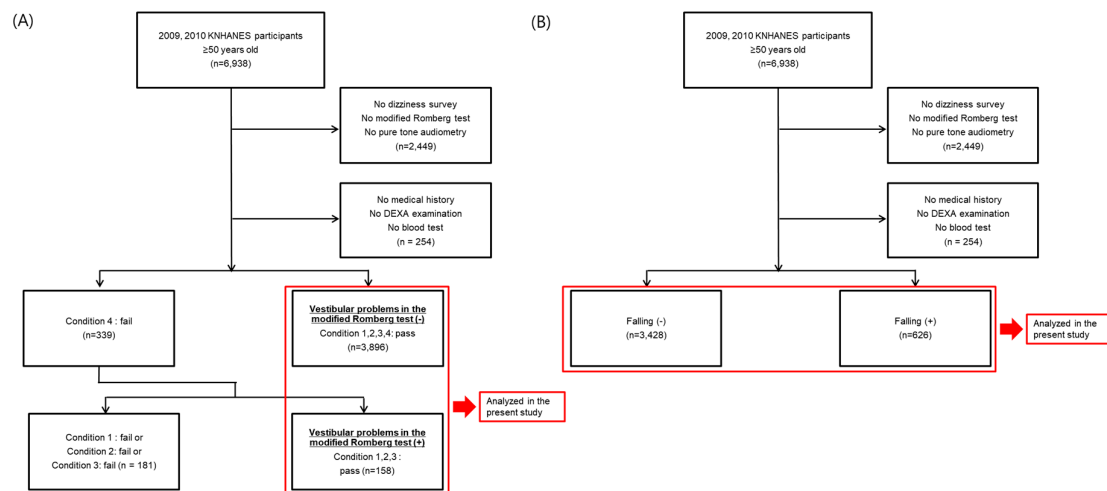 (A)
2009, 2010 KNHANES participants
≥50 years old
(n=6,938)
No dizziness survey
No modified Romberg test
No pure tone audiometry
(n=2,449)
No medical history
No DEXA examination
No blood test
(n = 254)
Condition 4 : fail
(n=339)
Vestibular problems in the
modified Romberg test (-)
Condition 1,2,3,4: pass
(n=3,896)
Condition 1 : fail or
Condition 2: fail or
Condition 3: fail (n = 181)
Vestibular problems in the
modified Romberg test (+)
Condition 1,2,3 :
pass (n=158)
Analyzed in the
present study
(B)
2009, 2010 KNHANES participants
≥50 years old
(n=6,938)
No dizziness survey
No modified Romberg test
No pure tone audiometry
(n=2,449)
No medical history
No DEXA examination
No blood test
(n = 254)
Falling (-)
(n=3,428)
Falling (+)
(n=626)
Analyzed in the
present study